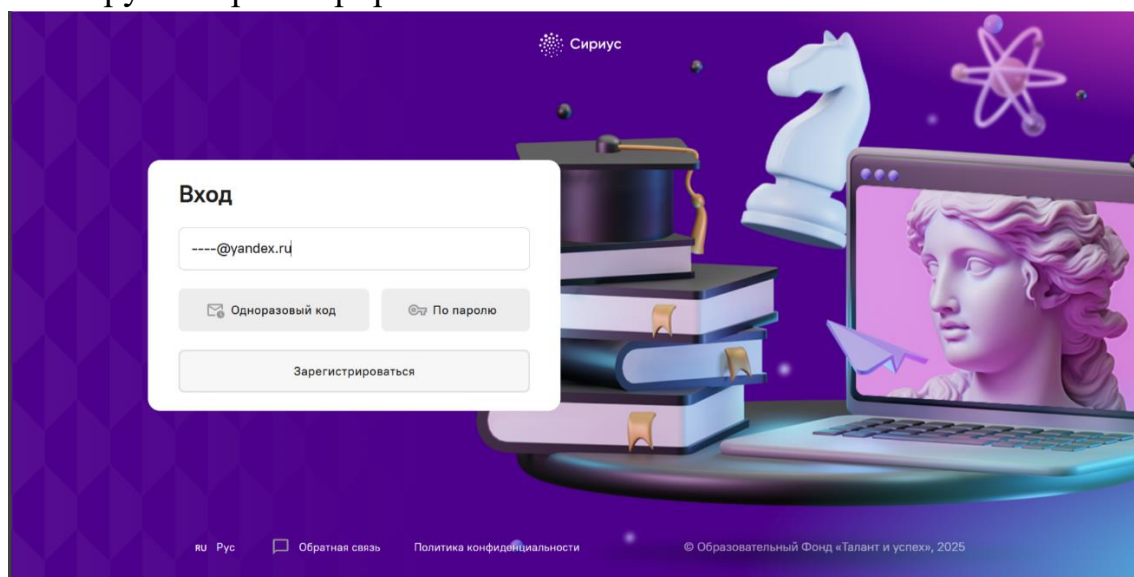 Сириус
Вход
----@yandex.ru
Одноразовый код
По паролю
Зарегистрироваться
RU Рус Обратная связь Политика конфиденциальности © Образовательный Фонд «Талант и успех», 2025